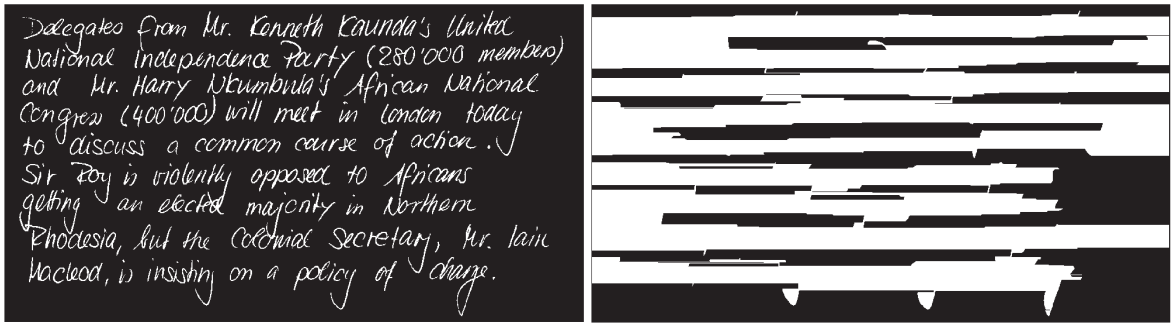 Delegates from Mr. Kenneth Kaunda's United
National Independence Party (280'000 members)
and Mr. Harry Nkumbula's African National
Congress (400'000) will meet in London today
to discuss a common course of action.
Sir Roy is violently opposed to Africans
getting an elected majority in Northern
Rhodesia, but the Colonial Secretary, Mr. Iain
Macleod, is insisting on a policy of change.